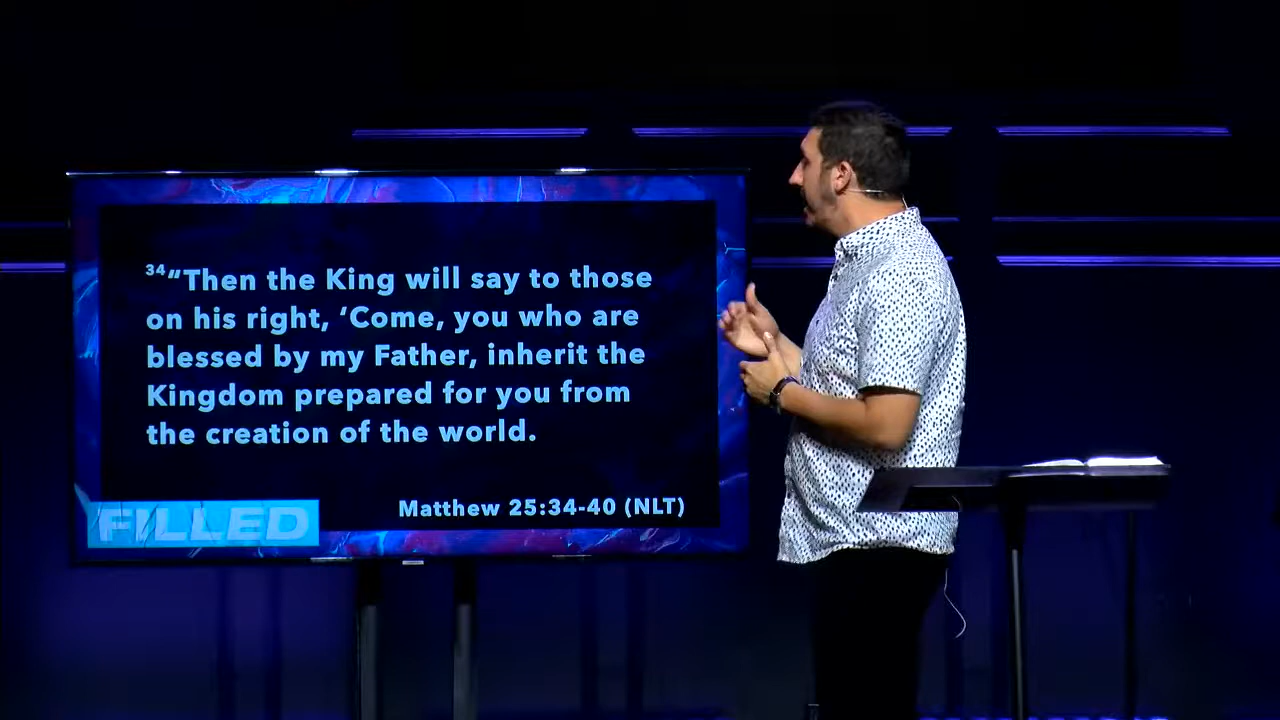 ³⁴“Then the King will say to those
on his right, ‘Come, you who are
blessed by my Father, inherit the
Kingdom prepared for you from
the creation of the world.
Matthew 25:34-40 (NLT)
FILLED